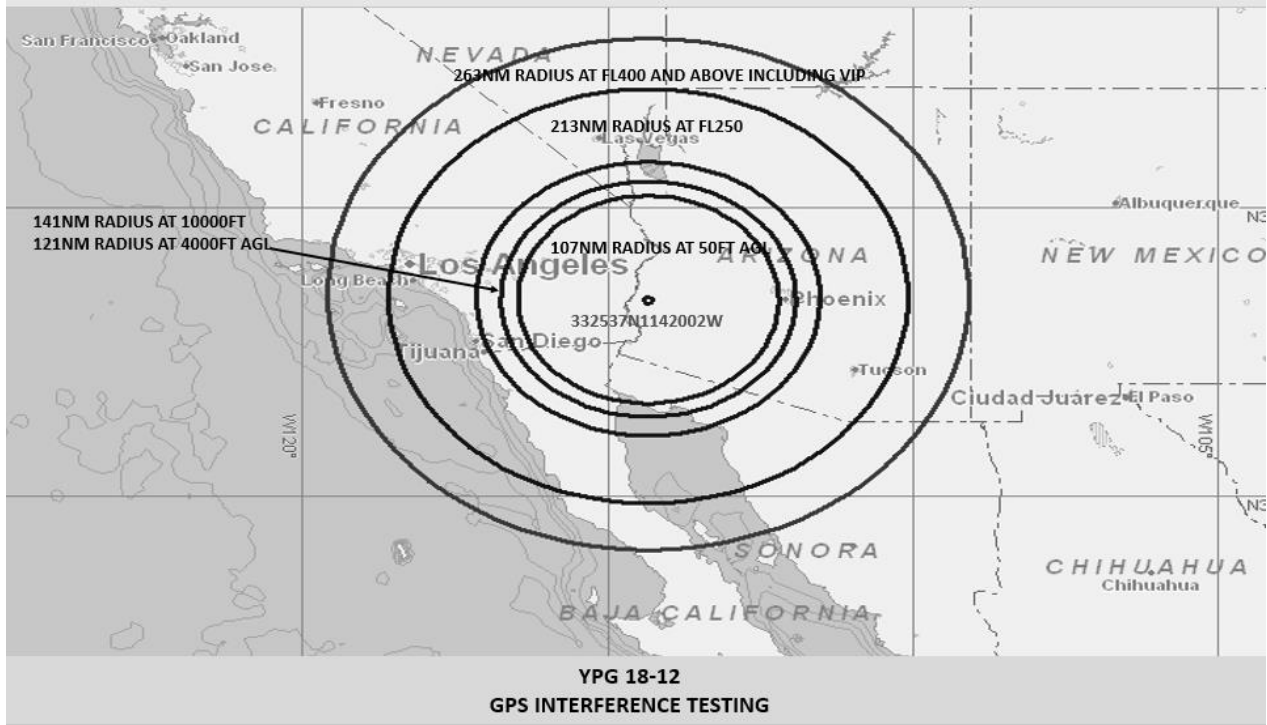 San Francisco
Oakland
San Jose
NEVADA
263NM RADIUS AT FL400 AND ABOVE INCLUDING VIP
Fresno
CALIFORNIA
213NM RADIUS AT FL250
Las Vegas
141NM RADIUS AT 10000FT
121NM RADIUS AT 4000FT AGL
Albuquerque
N3
107NM RADIUS AT 50FT AGL
ARIZONA
NEW MEXICO
Los Angeles
Long Beach
Phoenix
332537N1142002W
San Diego
Tijuana
Tucson
Ciudad Juárez
El Paso
W120°
W105°
N3
SONORA
CHIHUAHUA
Chihuahua
BAJA CALIFORNIA
YPG 18-12
GPS INTERFERENCE TESTING